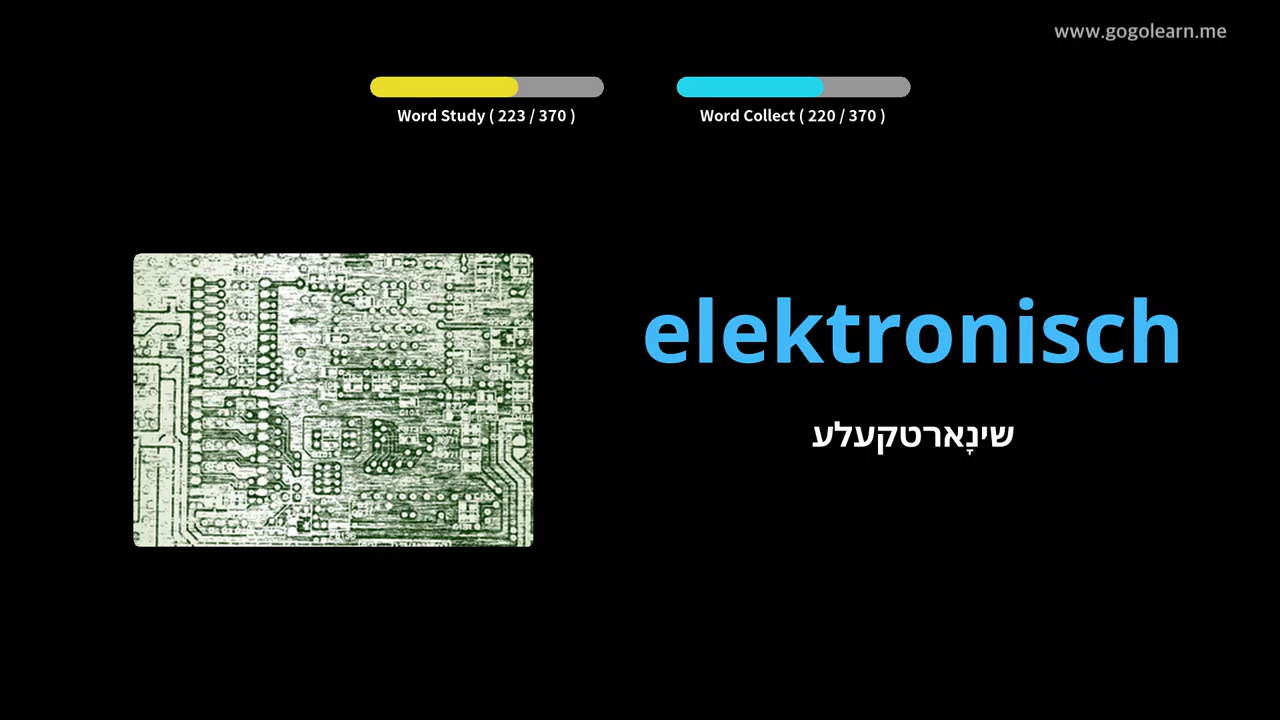 www.gogolearn.me
Word Study ( 223 / 370 )
Word Collect ( 220 / 370 )
elektronisch
שינָארטקעלע